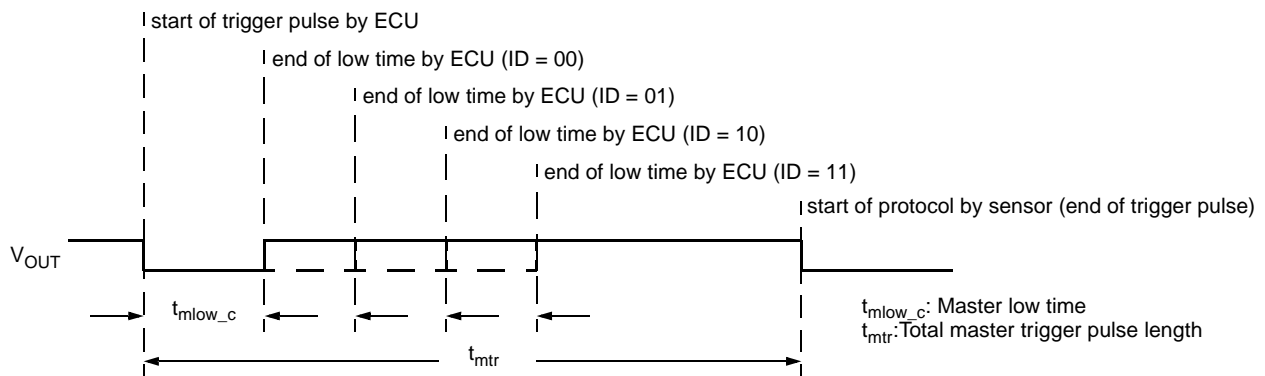 start of trigger pulse by ECU
end of low time by ECU (ID = 00)
end of low time by ECU (ID = 01)
end of low time by ECU (ID = 10)
end of low time by ECU (ID = 11)
start of protocol by sensor (end of trigger pulse)
VOUT
tmlow_c
tmlow_c: Master low time
tmtr:Total master trigger pulse length
tmtr